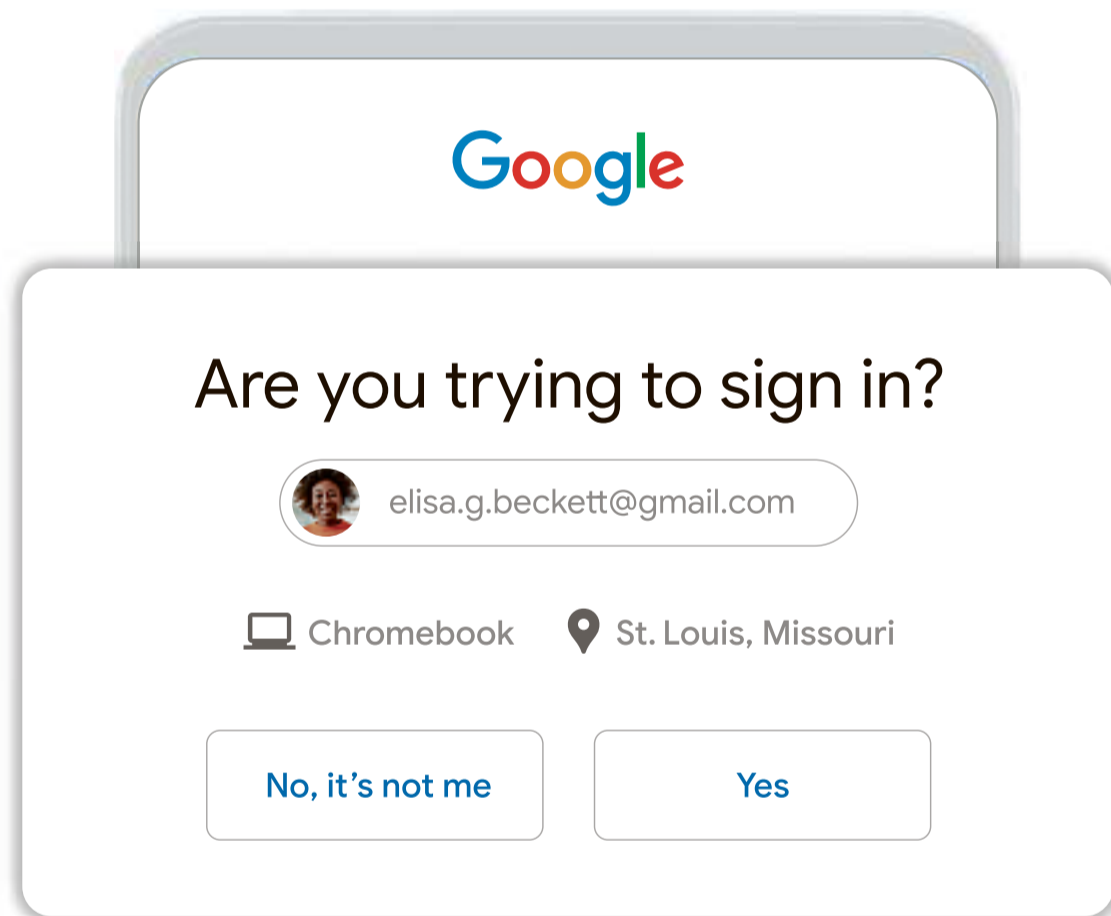 Google
Are you trying to sign in?
elisa.g.beckett@gmail.com
Chromebook St. Louis, Missouri
No, it’s not me Yes